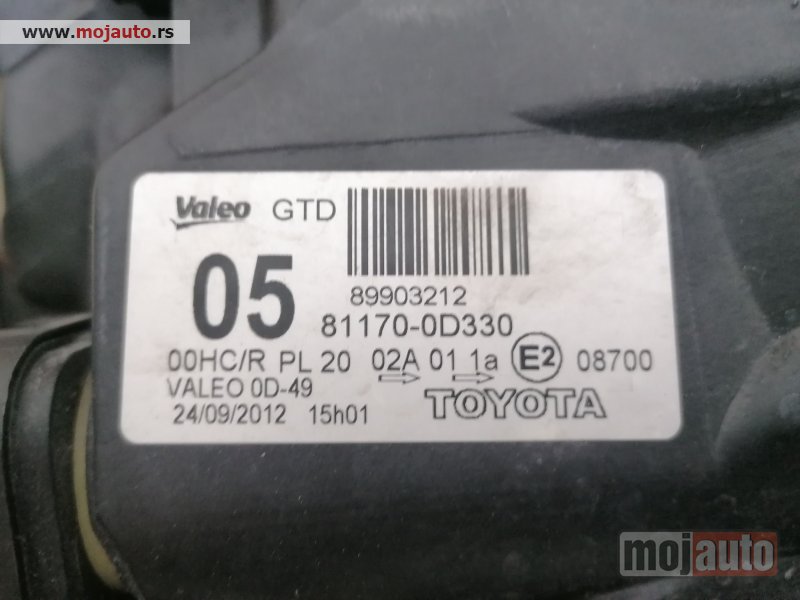 www.mojauto.rs
Valeo GTD
05
89903212
81170-0D330
00HC/R PL 20 02A 01 1a E2 08700
VALEO 0D-49
24/09/2012 15h01
TOYOTA
mojauto